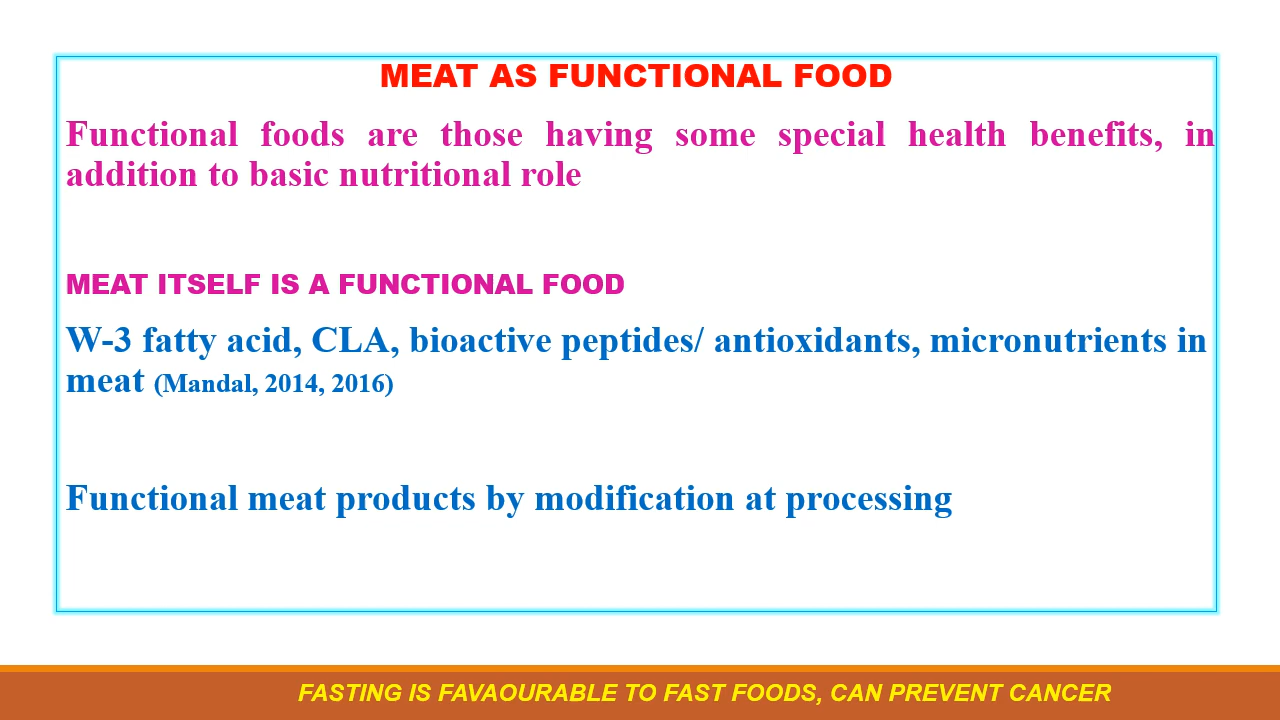 MEAT AS FUNCTIONAL FOOD
Functional foods are those having some special health benefits, in
addition to basic nutritional role
MEAT ITSELF IS A FUNCTIONAL FOOD
W-3 fatty acid, CLA, bioactive peptides/ antioxidants, micronutrients in
meat (Mandal, 2014, 2016)
Functional meat products by modification at processing
FASTING IS FAVAOURABLE TO FAST FOODS, CAN PREVENT CANCER